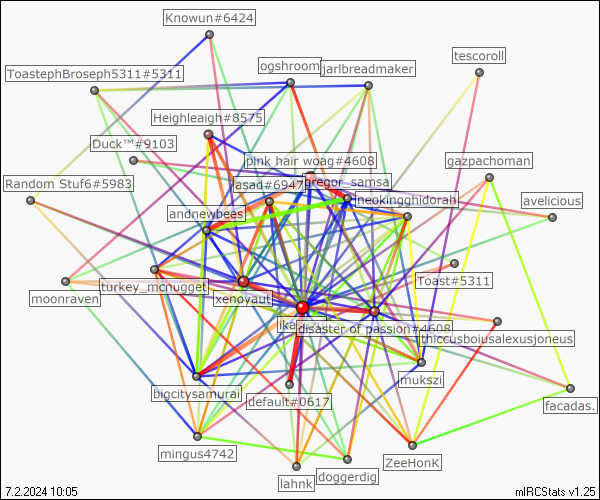 Knowun#6424
tescoroll
ogshroom
jarlbreadmaker
ToastephBroseph5311#5311
Heighleaigh#8575
Duck™#9103
pink hair woag#4608
gazpachoman
Random Stuf6#5983
asad#6947
gregor_samsa
neokingghidorah
avelicious
andnewbees
Toast#5311
turkey_mcnugget
moonraven
xenoyaut
disaster of passion#4608
thiccusboiusalexusjoneus
mukszi
bigcitysamurai
default#0617
facadas.
mingus4742
ZeeHonK
doggerdig
lahnk
7.2.2024 10:05
mIRCStats v1.25